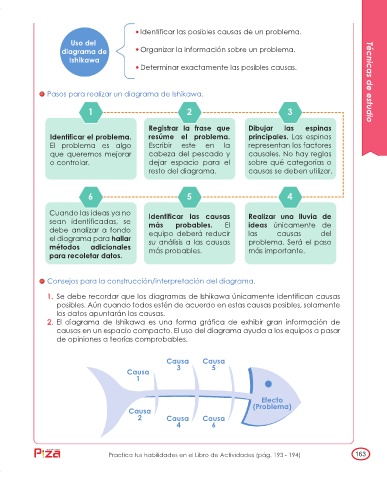 • Identificar las posibles causas de un problema.
Uso del
diagrama de
Ishikawa
• Organizar la información sobre un problema.
• Determinar exactamente las posibles causas.
Técnicas de estudio
Pasos para realizar un diagrama de Ishikawa.
1
Identificar el problema.
El problema es algo
que queremos mejorar
o controlar.
2
Registrar la frase que
resume el problema.
Escribir este en la
cabeza del pescado y
dejar espacio para el
resto del diagrama.
3
Dibujar las espinas
principales. Las espinas
representan los factores
causales. No hay reglas
sobre qué categorías o
causas se deben utilizar.
6
Cuando las ideas ya no
sean identificadas, se
debe analizar a fondo
el diagrama para hallar
métodos adicionales
para recoletar datos.
5
Identificar las causas
más probables. El
equipo deberá reducir
su análisis a las causas
más probables.
4
Realizar una lluvia de
ideas únicamente de
las causas del
problema. Será el paso
más importante.
Consejos para la construcción/interpretación del diagrama.
1. Se debe recordar que los diagramas de Ishikawa únicamente identifican causas
posibles. Aún cuando todos estén de acuerdo en estas causas posibles, solamente
los datos apuntarán las causas.
2. El diagrama de Ishikawa es una forma gráfica de exhibir gran información de
causas en un espacio compacto. El uso del diagrama ayuda a los equipos a pasar
de opiniones a teorías comprobables.
Causa
1
Causa
3
Causa
5
Efecto
(Problema)
Causa
2
Causa
4
Causa
6
Practica tus habilidades en el Libro de Actividades (pág. 193 - 194)
163